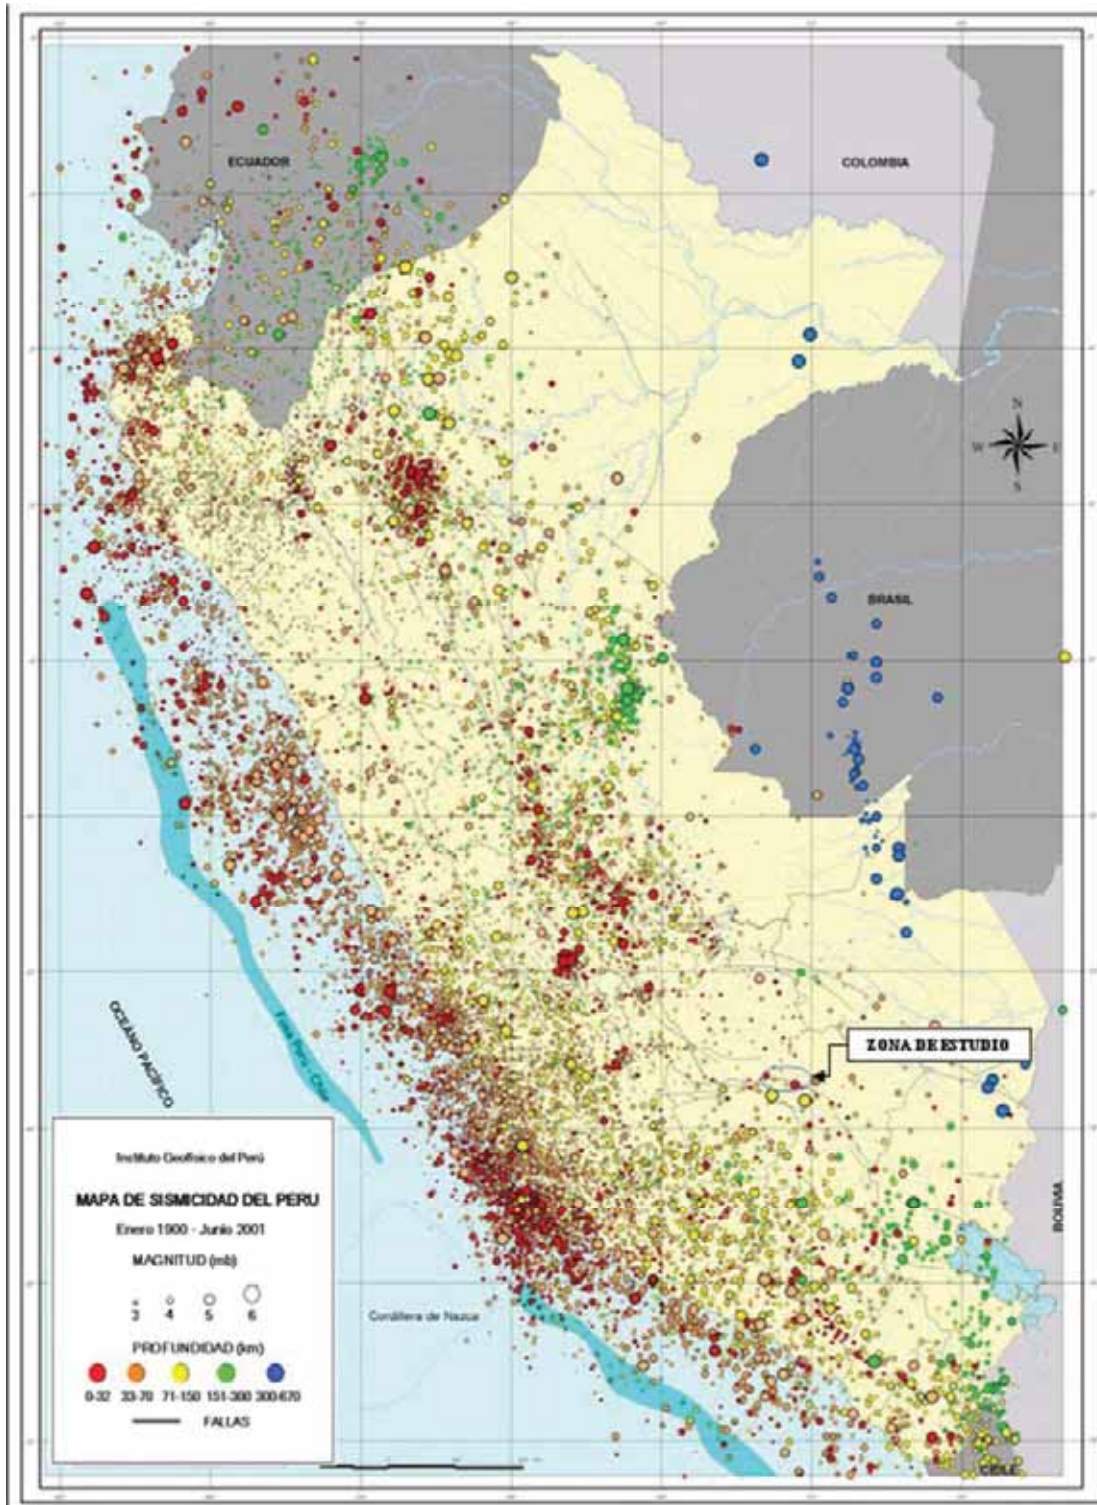 ECUADOR
COLOMBIA
N
W E
S
BRASIL
ZONA DE ESTUDIO
OCEANO PACÍFICO
Fosa Perú - Chile
BOLIVIA
Instituto Geofísico del Perú
MAPA DE SISMICIDAD DEL PERU
Enero 1900 - Junio 2001
MAGNITUD (mb)
3 4 5 6
PROFUNDIDAD (km)
0-32 33-70 71-150 151-300 300-670
FALLAS
Cordillera de Nazca
CHILE